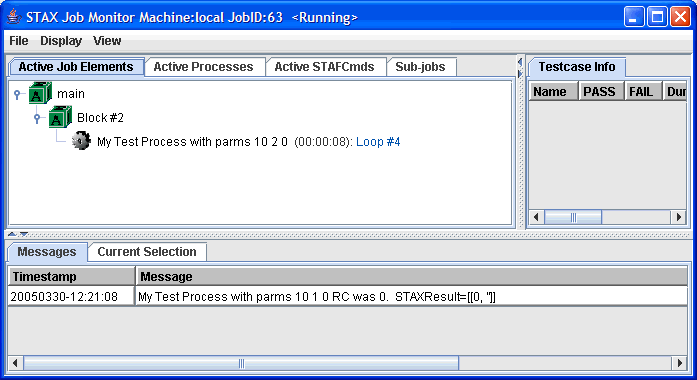 STAX Job Monitor Machine:local JobID:63 <Running>
File Display View
Active Job Elements Active Processes Active STAFCmds Sub-jobs
Testcase Info
main
Block #2
My Test Process with parms 10 2 0 (00:00:08): Loop #4
Name PASS FAIL Dur
Messages Current Selection
Timestamp Message
20050330-12:21:08 My Test Process with parms 10 1 0 RC was 0. STAXResult=[[0, '']]